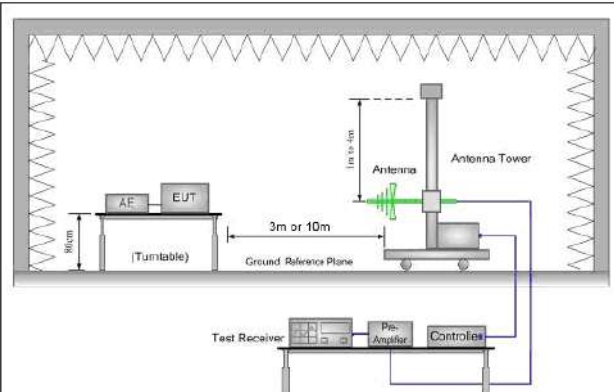 1m to 4m
Antenna
Antenna Tower
AE
EUT
80cm
(Turntable)
3m or 10m
Ground Reference Plane
Test Receiver
Pre-
Amplifier
Controller